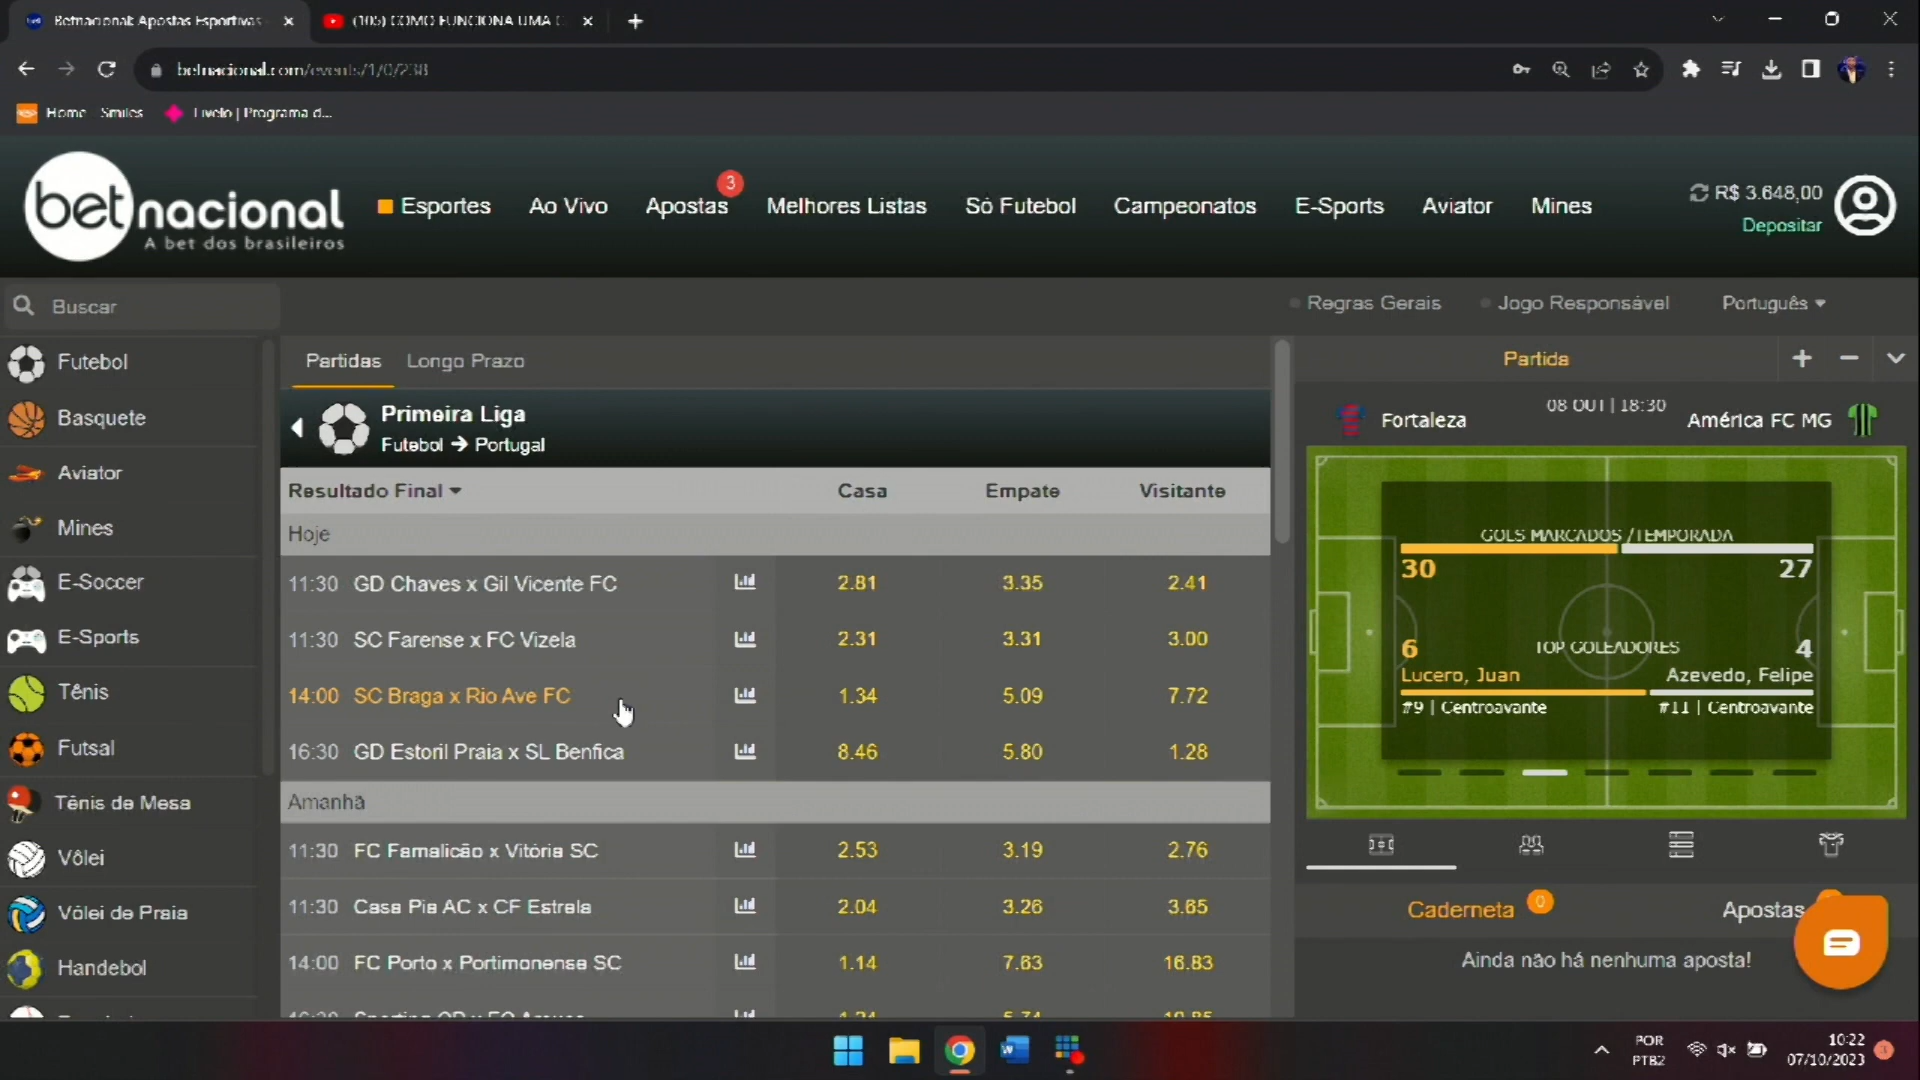 Betnacional: Apostas Esportivas
(105) COMO FUNCIONA UMA
betnacional.com/events/1/0/238
Home Smiles
Livelo | Programa d...
bet nacional
A bet dos brasileiros
Esportes
Ao Vivo
Apostas
3
Melhores Listas
Só Futebol
Campeonatos
E-Sports
Aviator
Mines
R$ 3.648,00
Depositar
Buscar
Regras Gerais
Jogo Responsável
Português
Futebol
Basquete
Aviator
Mines
E-Soccer
E-Sports
Tênis
Futsal
Tênis de Mesa
Vôlei
Vôlei de Praia
Handebol
Partidas
Longo Prazo
Primeira Liga
Futebol → Portugal
Resultado Final
Casa
Empate
Visitante
Hoje
11:30 GD Chaves x Gil Vicente FC 2.81 3.35 2.41
11:30 SC Farense x FC Vizela 2.31 3.31 3.00
14:00 SC Braga x Rio Ave FC 1.34 5.09 7.72
16:30 GD Estoril Praia x SL Benfica 8.46 5.80 1.28
Amanhã
11:30 FC Famalicão x Vitória SC 2.53 3.19 2.76
11:30 Casa Pia AC x CF Estrela 2.04 3.26 3.65
14:00 FC Porto x Portimonense SC 1.14 7.63 16.83
Partida
Fortaleza
08 OUT | 18:30
América FC MG
GOLS MARCADOS / TEMPORADA
30
27
6
TOP GOLEADORES
4
Lucero, Juan
Azevedo, Felipe
#9 | Centroavante
#11 | Centroavante
Caderneta
0
Apostas
Ainda não há nenhuma aposta!
POR
PTB2
10:22
07/10/2023